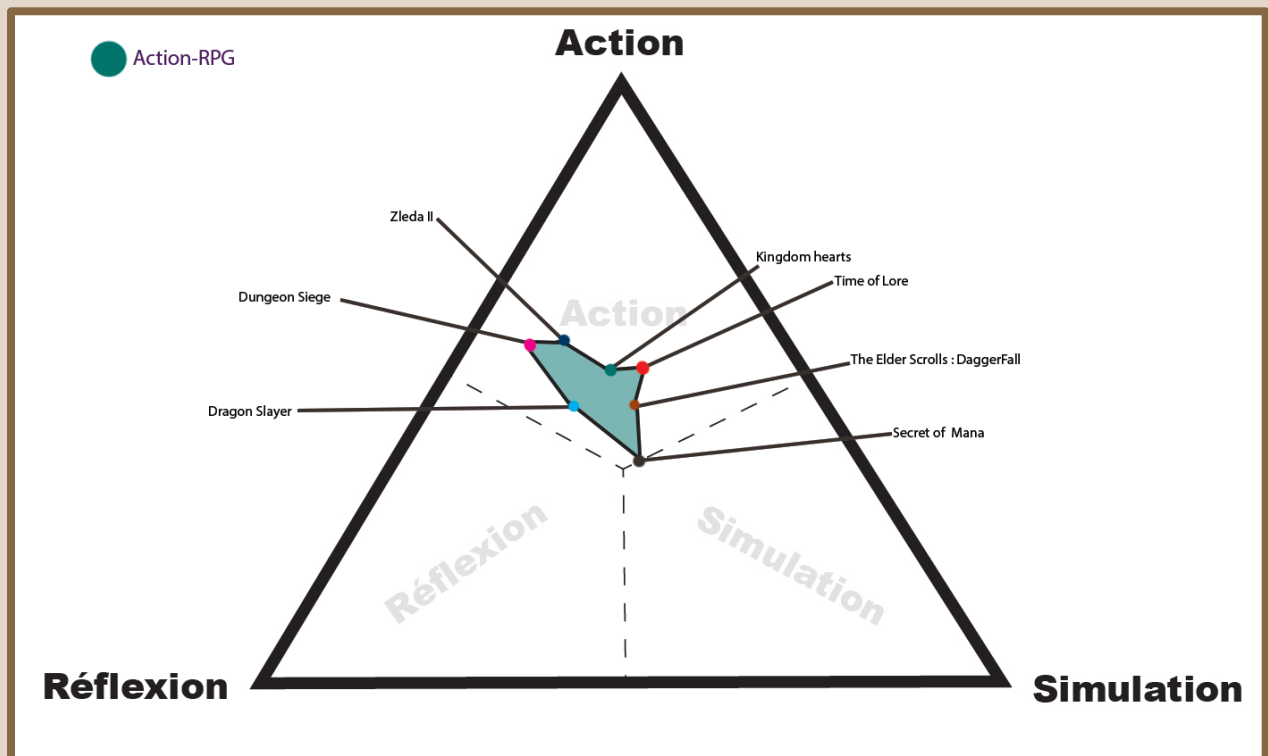 Action
Action-RPG
Zleda II
Kingdom hearts
Time of Lore
Dungeon Siege
Action
The Elder Scrolls : DaggerFall
Dragon Slayer
Secret of Mana
Réflexion
Simulation
Réflexion
Simulation